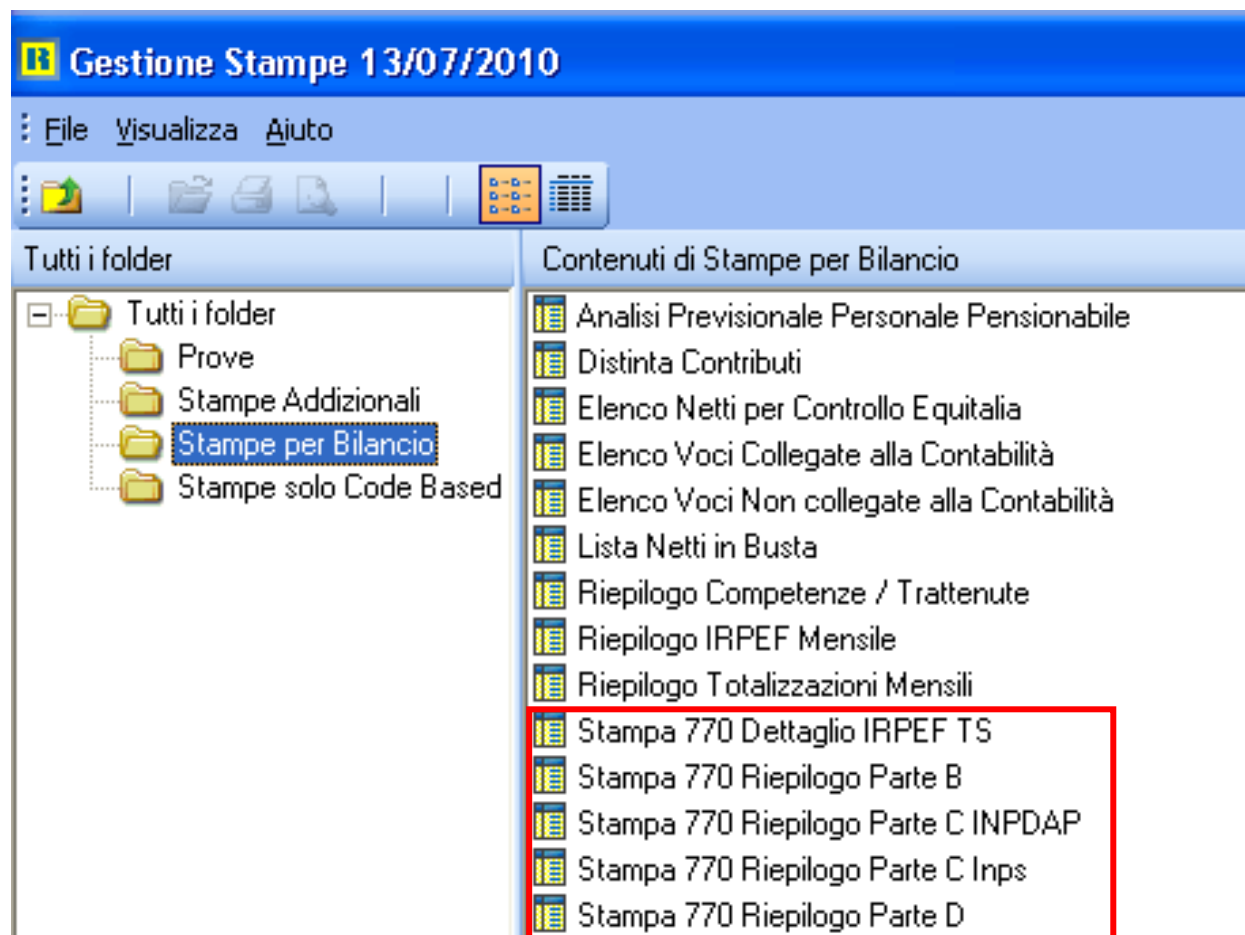 Gestione Stampe 13/07/2010
File Visualizza Aiuto
Tutti i folder
Contenuti di Stampe per Bilancio
Tutti i folder
Prove
Stampe Addizionali
Stampe per Bilancio
Stampe solo Code Based
Analisi Previsionale Personale Pensionabile
Distinta Contributi
Elenco Netti per Controllo Equitalia
Elenco Voci Collegate alla Contabilità
Elenco Voci Non collegate alla Contabilità
Lista Netti in Busta
Riepilogo Competenze / Trattenute
Riepilogo IRPEF Mensile
Riepilogo Totalizzazioni Mensili
Stampa 770 Dettaglio IRPEF TS
Stampa 770 Riepilogo Parte B
Stampa 770 Riepilogo Parte C INPDAP
Stampa 770 Riepilogo Parte C Inps
Stampa 770 Riepilogo Parte D